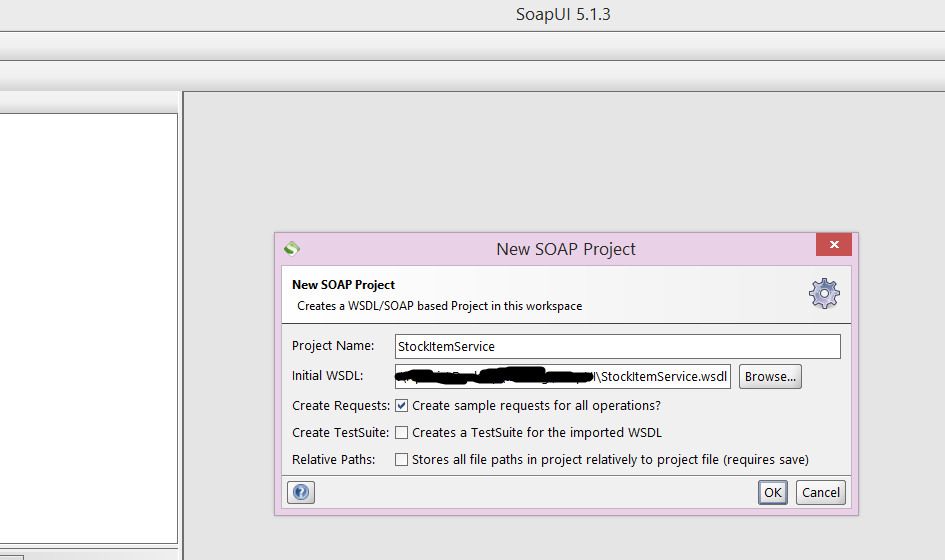 SoapUI 5.1.3
New SOAP Project
New SOAP Project
Creates a WSDL/SOAP based Project in this workspace
Project Name: StockItemService
Initial WSDL: \StockItemService.wsdl Browse...
Create Requests: Create sample requests for all operations?
Create TestSuite: Creates a TestSuite for the imported WSDL
Relative Paths: Stores all file paths in project relatively to project file (requires save)
OK Cancel